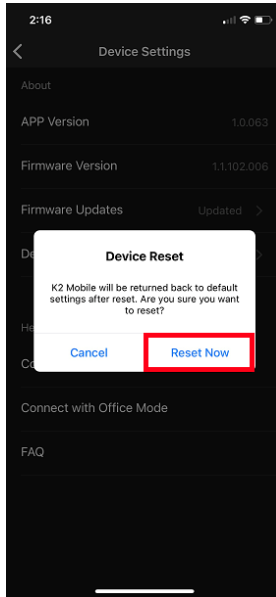 2:16
Device Settings
About
APP Version 1.0.063
Firmware Version 1.1.102.006
Firmware Updates Updated
Device Reset
K2 Mobile will be returned back to default
settings after reset. Are you sure you want
to reset?
Cancel Reset Now
Connect with Office Mode
FAQ